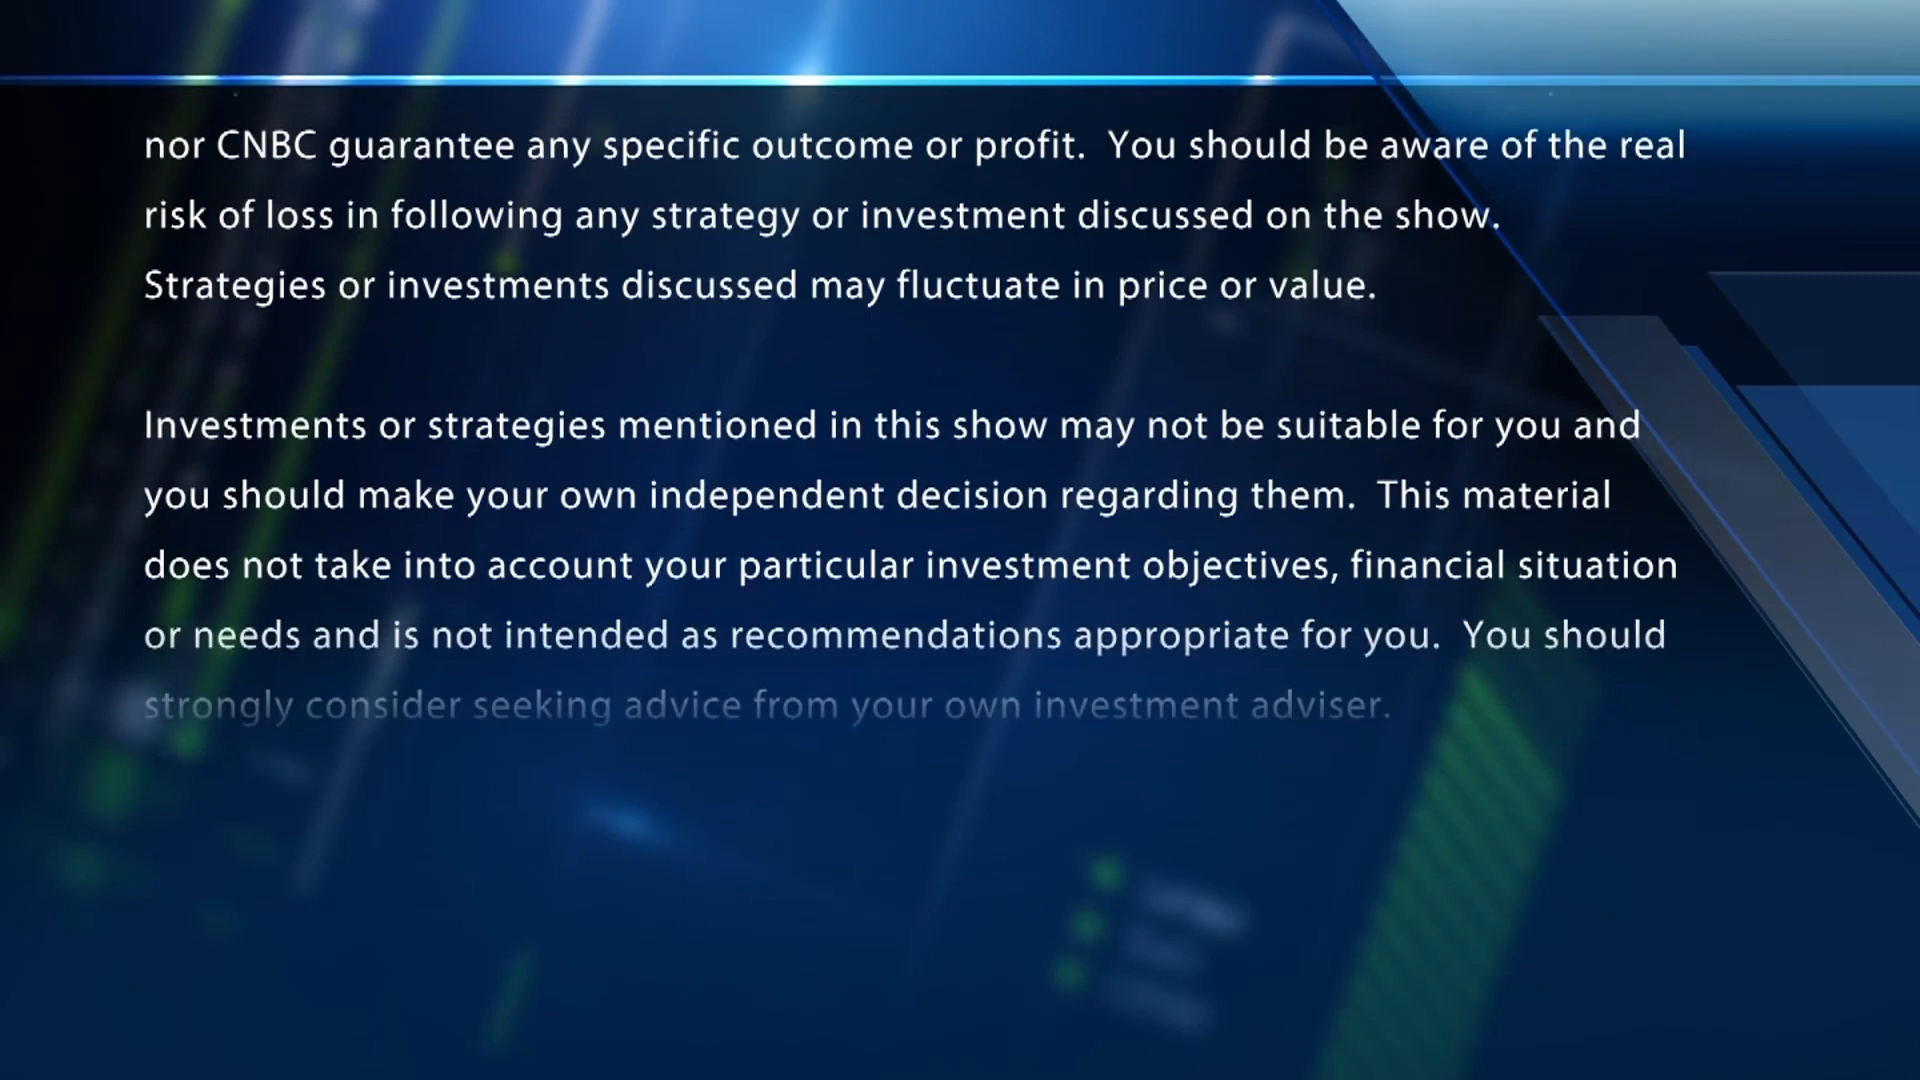 nor CNBC guarantee any specific outcome or profit.  You should be aware of the real
risk of loss in following any strategy or investment discussed on the show.
Strategies or investments discussed may fluctuate in price or value.
Investments or strategies mentioned in this show may not be suitable for you and
you should make your own independent decision regarding them.  This material
does not take into account your particular investment objectives, financial situation
or needs and is not intended as recommendations appropriate for you.  You should
strongly consider seeking advice from your own investment adviser.